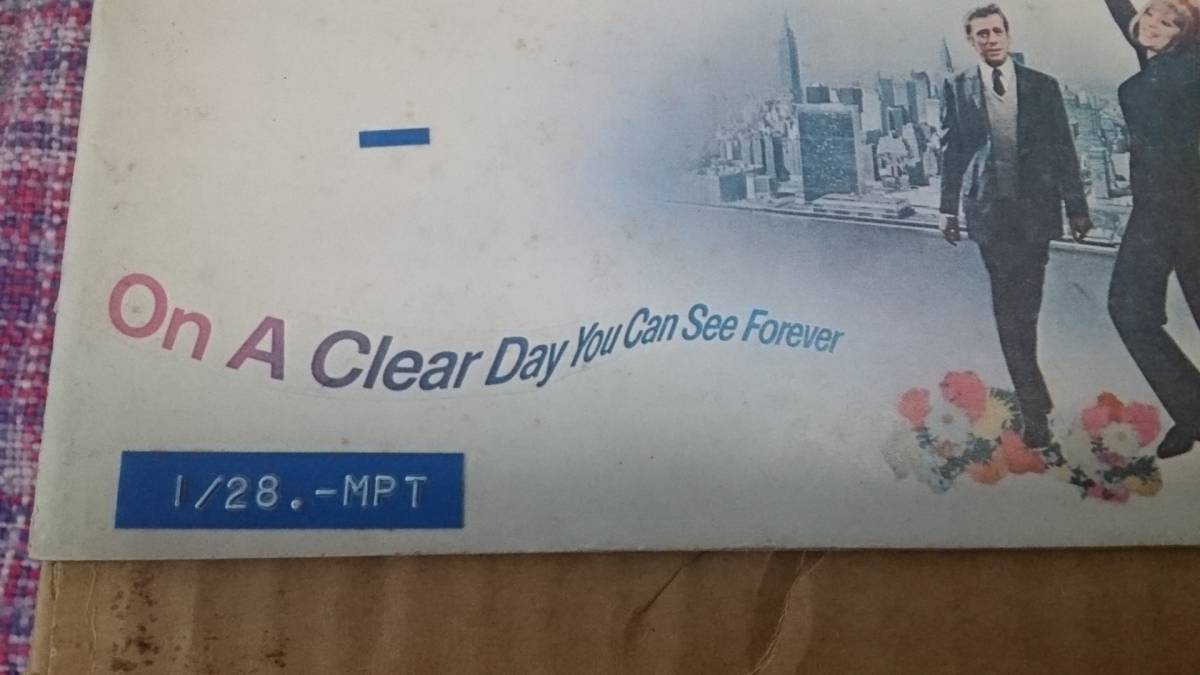 On A Clear Day You Can See Forever
1/28.-MPT